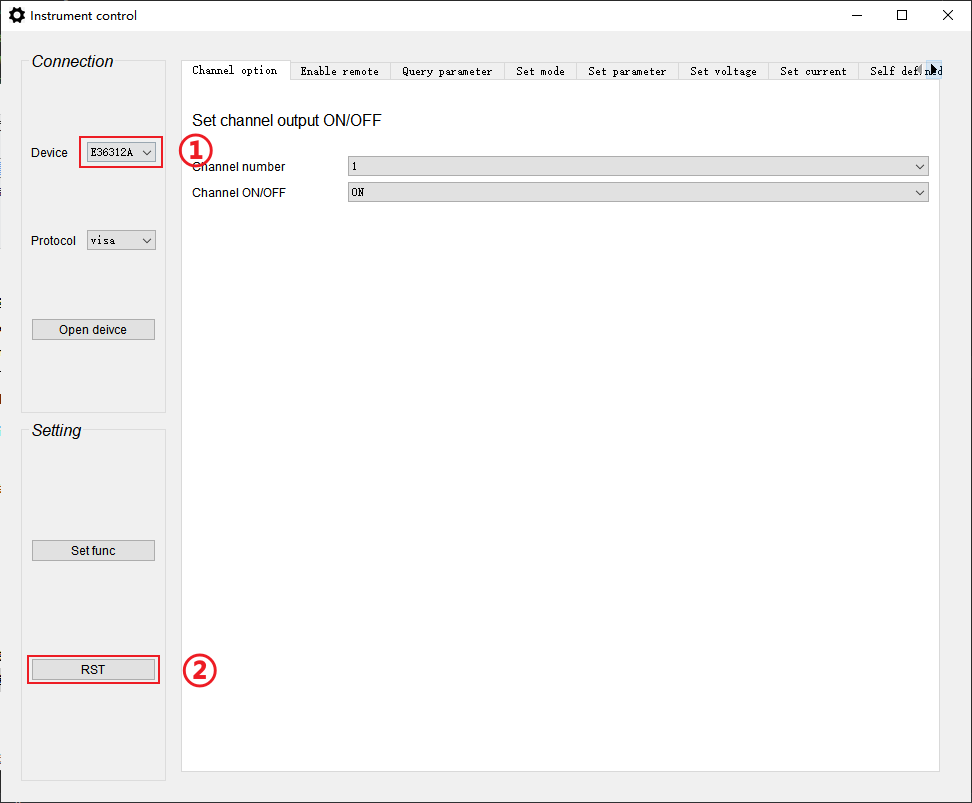 Instrument control
Connection
Channel option Enable remote Query parameter Set mode Set parameter Set voltage Set current Self defined
Set channel output ON/OFF
Device E36312A ①
Channel number 1
Channel ON/OFF ON
Protocol visa
Open deivce
Setting
Set func
RST ②